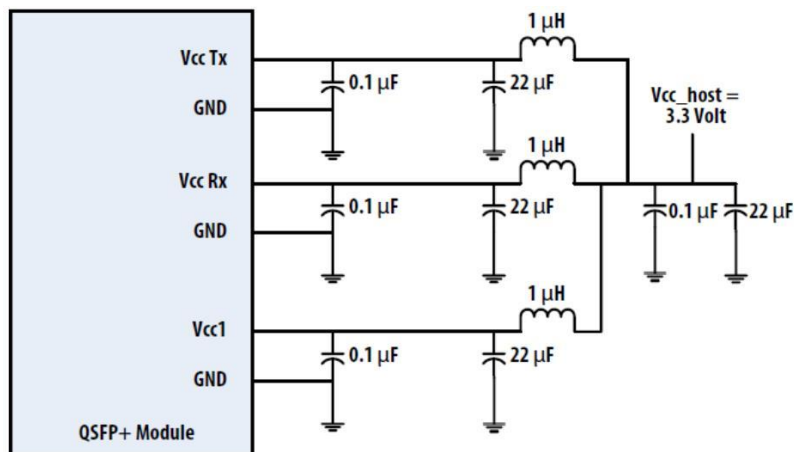 1 µH
Vcc Tx
0.1 µF
22 µF
GND
Vcc_host =
3.3 Volt
1 µH
Vcc Rx
0.1 µF
22 µF
0.1 µF
22 µF
GND
1 µH
Vcc1
0.1 µF
22 µF
GND
QSFP+ Module